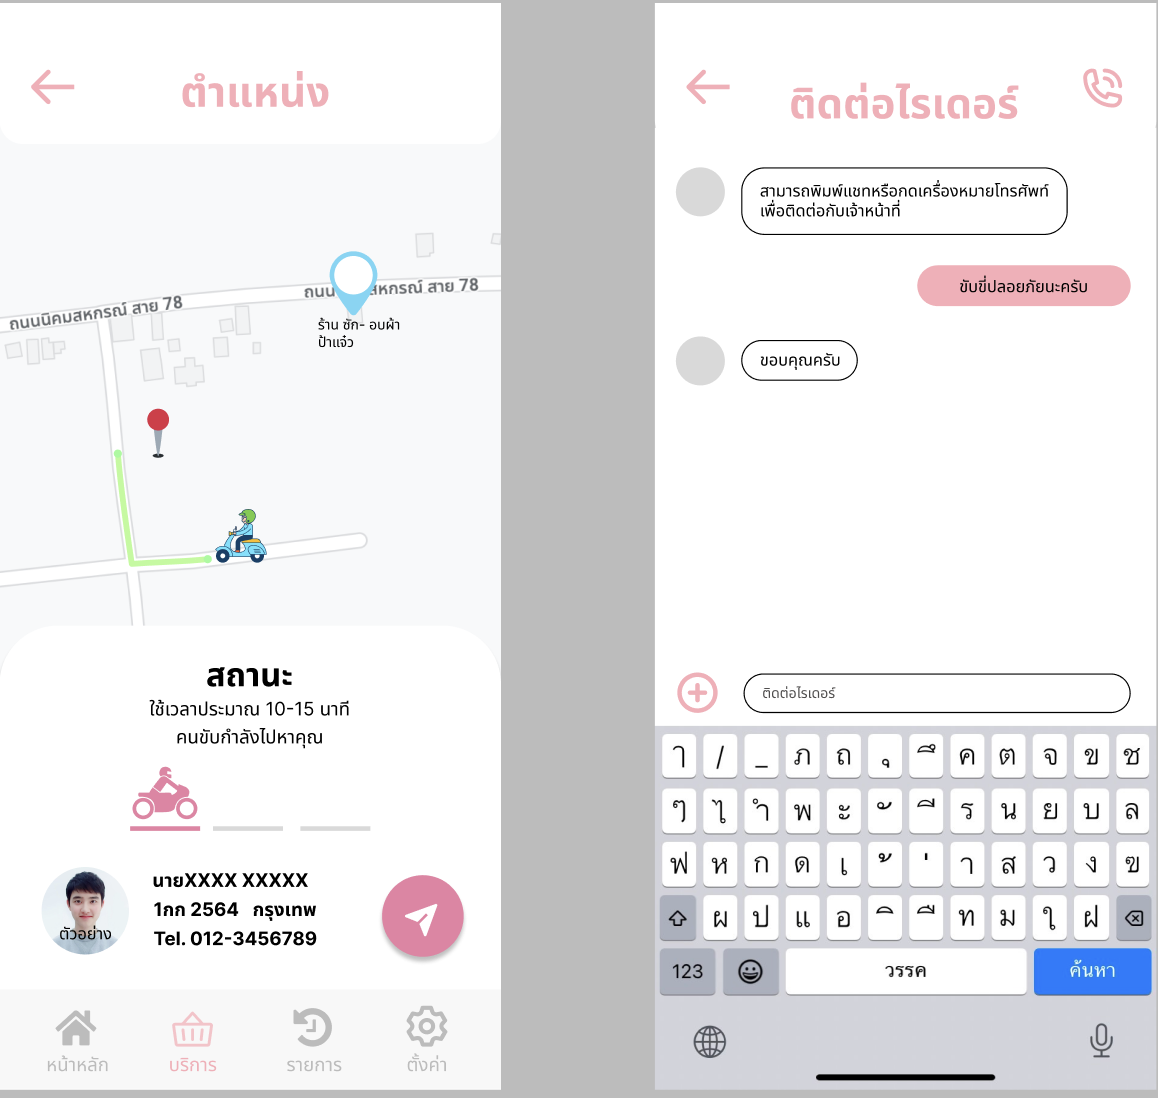 ตำแหน่ง
ถนนนิคมสหกรณ์ สาย 78
ถนน สหกรณ์ สาย 78
ร้าน ซัก- อบผ้า
ป้าแจ๋ว
สถานะ
ใช้เวลาประมาณ 10-15 นาที
คนขับกำลังไปหาคุณ
ตัวอย่าง
นายXXXX XXXXX
1กก 2564 กรุงเทพ
Tel. 012-3456789
หน้าหลัก
บริการ
รายการ
ตั้งค่า
ติดต่อไรเดอร์
สามารถพิมพ์แชทหรือกดเครื่องหมายโทรศัพท์
เพื่อติดต่อกับเจ้าหน้าที่
ขับขี่ปลอยภัยนะครับ
ขอบคุณครับ
ติดต่อไรเดอร์
ๅ / _ ภ ถ ุ ึ ค ต จ ข ช
ๆ ไ ำ พ ะ ั ี ร น ย บ ล
ฟ ห ก ด เ ้ ่ า ส ว ง ฃ
ผ ป แ อ ิ ื ท ม ใ ฝ
123 วรรค ค้นหา